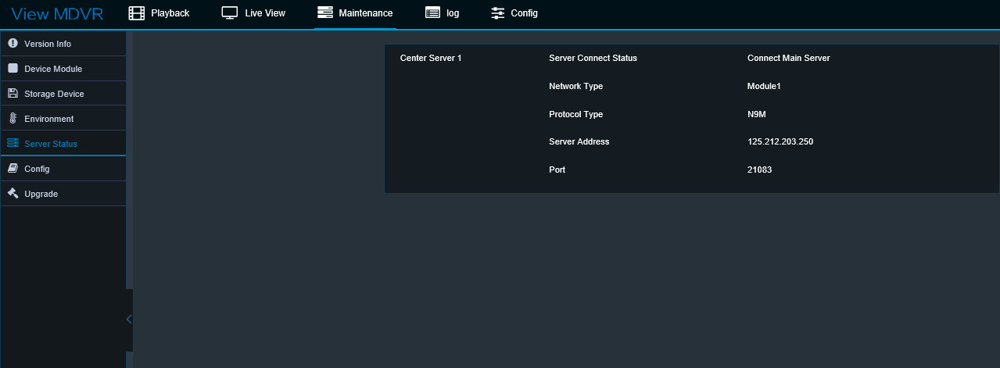 View MDVR Playback Live View Maintenance log Config
Version Info
Device Module
Storage Device
Environment
Server Status
Config
Upgrade
Center Server 1 Server Connect Status Connect Main Server
Network Type Module1
Protocol Type N9M
Server Address 125.212.203.250
Port 21083